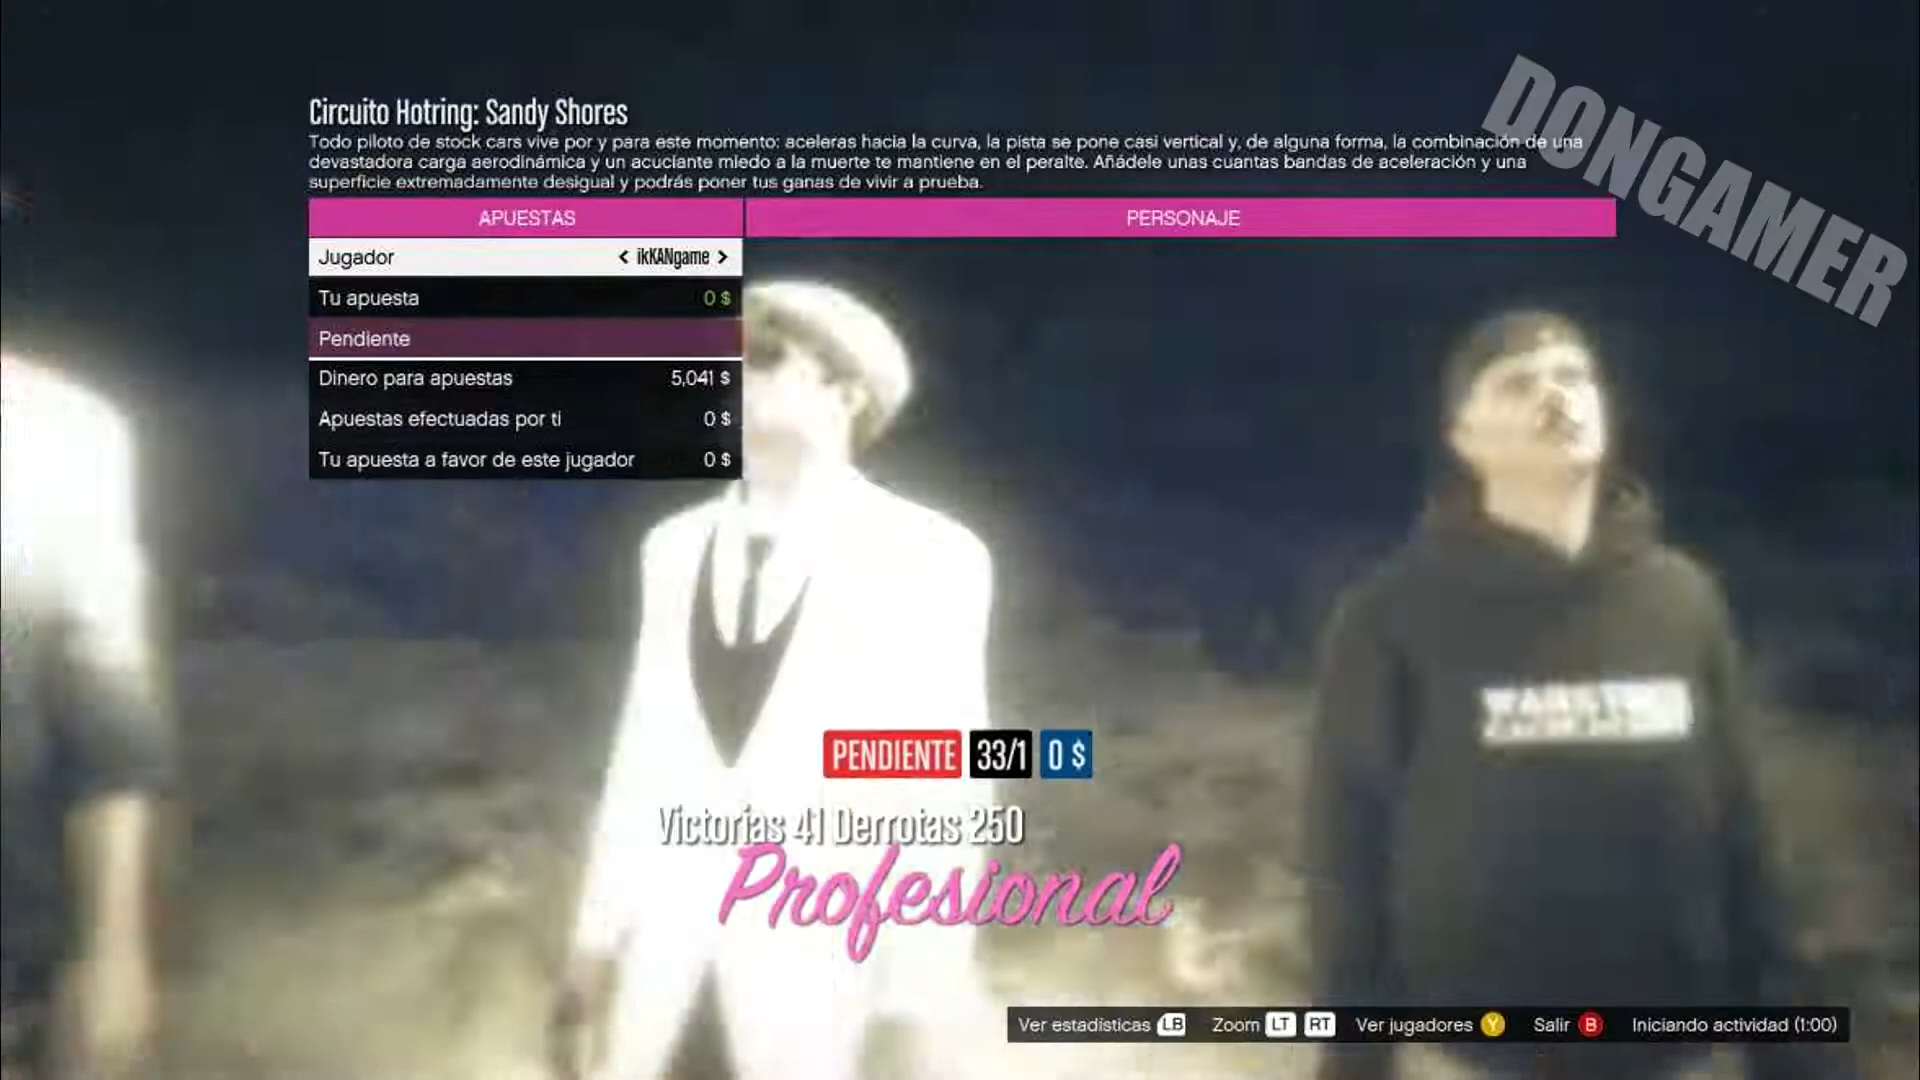 Circuito Hotring: Sandy Shores
Todo piloto de stock cars vive por y para este momento: aceleras hacia la curva, la pista se pone casi vertical y, de alguna forma, la combinación de una
devastadora carga aerodinámica y un acuciante miedo a la muerte te mantiene en el peralte. Añádele unas cuantas bandas de aceleración y una
superficie extremadamente desigual y podrás poner tus ganas de vivir a prueba.
DONGAMER
APUESTAS PERSONAJE
Jugador < ikKANgame >
Tu apuesta 0 $
Pendiente
Dinero para apuestas 5,041 $
Apuestas efectuadas por ti 0 $
Tu apuesta a favor de este jugador 0 $
PENDIENTE 33/1 0 $
Victorias 41 Derrotas 250
Profesional
Ver estadísticas LB Zoom LT RT Ver jugadores Y Salir B Iniciando actividad (1:00)